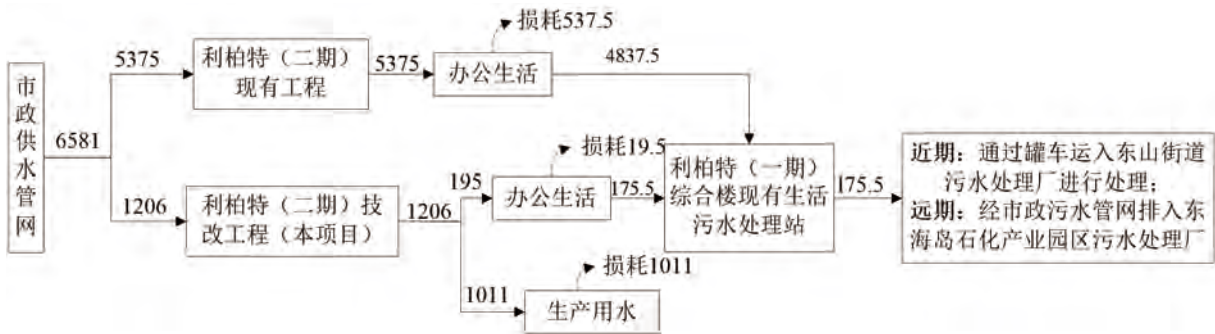 市政供水管网
6581
5375
利柏特（二期）
现有工程
5375
办公生活
损耗537.5
4837.5
1206
利柏特（二期）技
改工程（本项目）
1206
195
办公生活
损耗19.5
175.5
1011
生产用水
损耗1011
利柏特（一期）
综合楼现有生活
污水处理站
175.5
近期：通过罐车运入东山街道
污水处理厂进行处理；
远期：经市政污水管网排入东
海岛石化产业园区污水处理厂